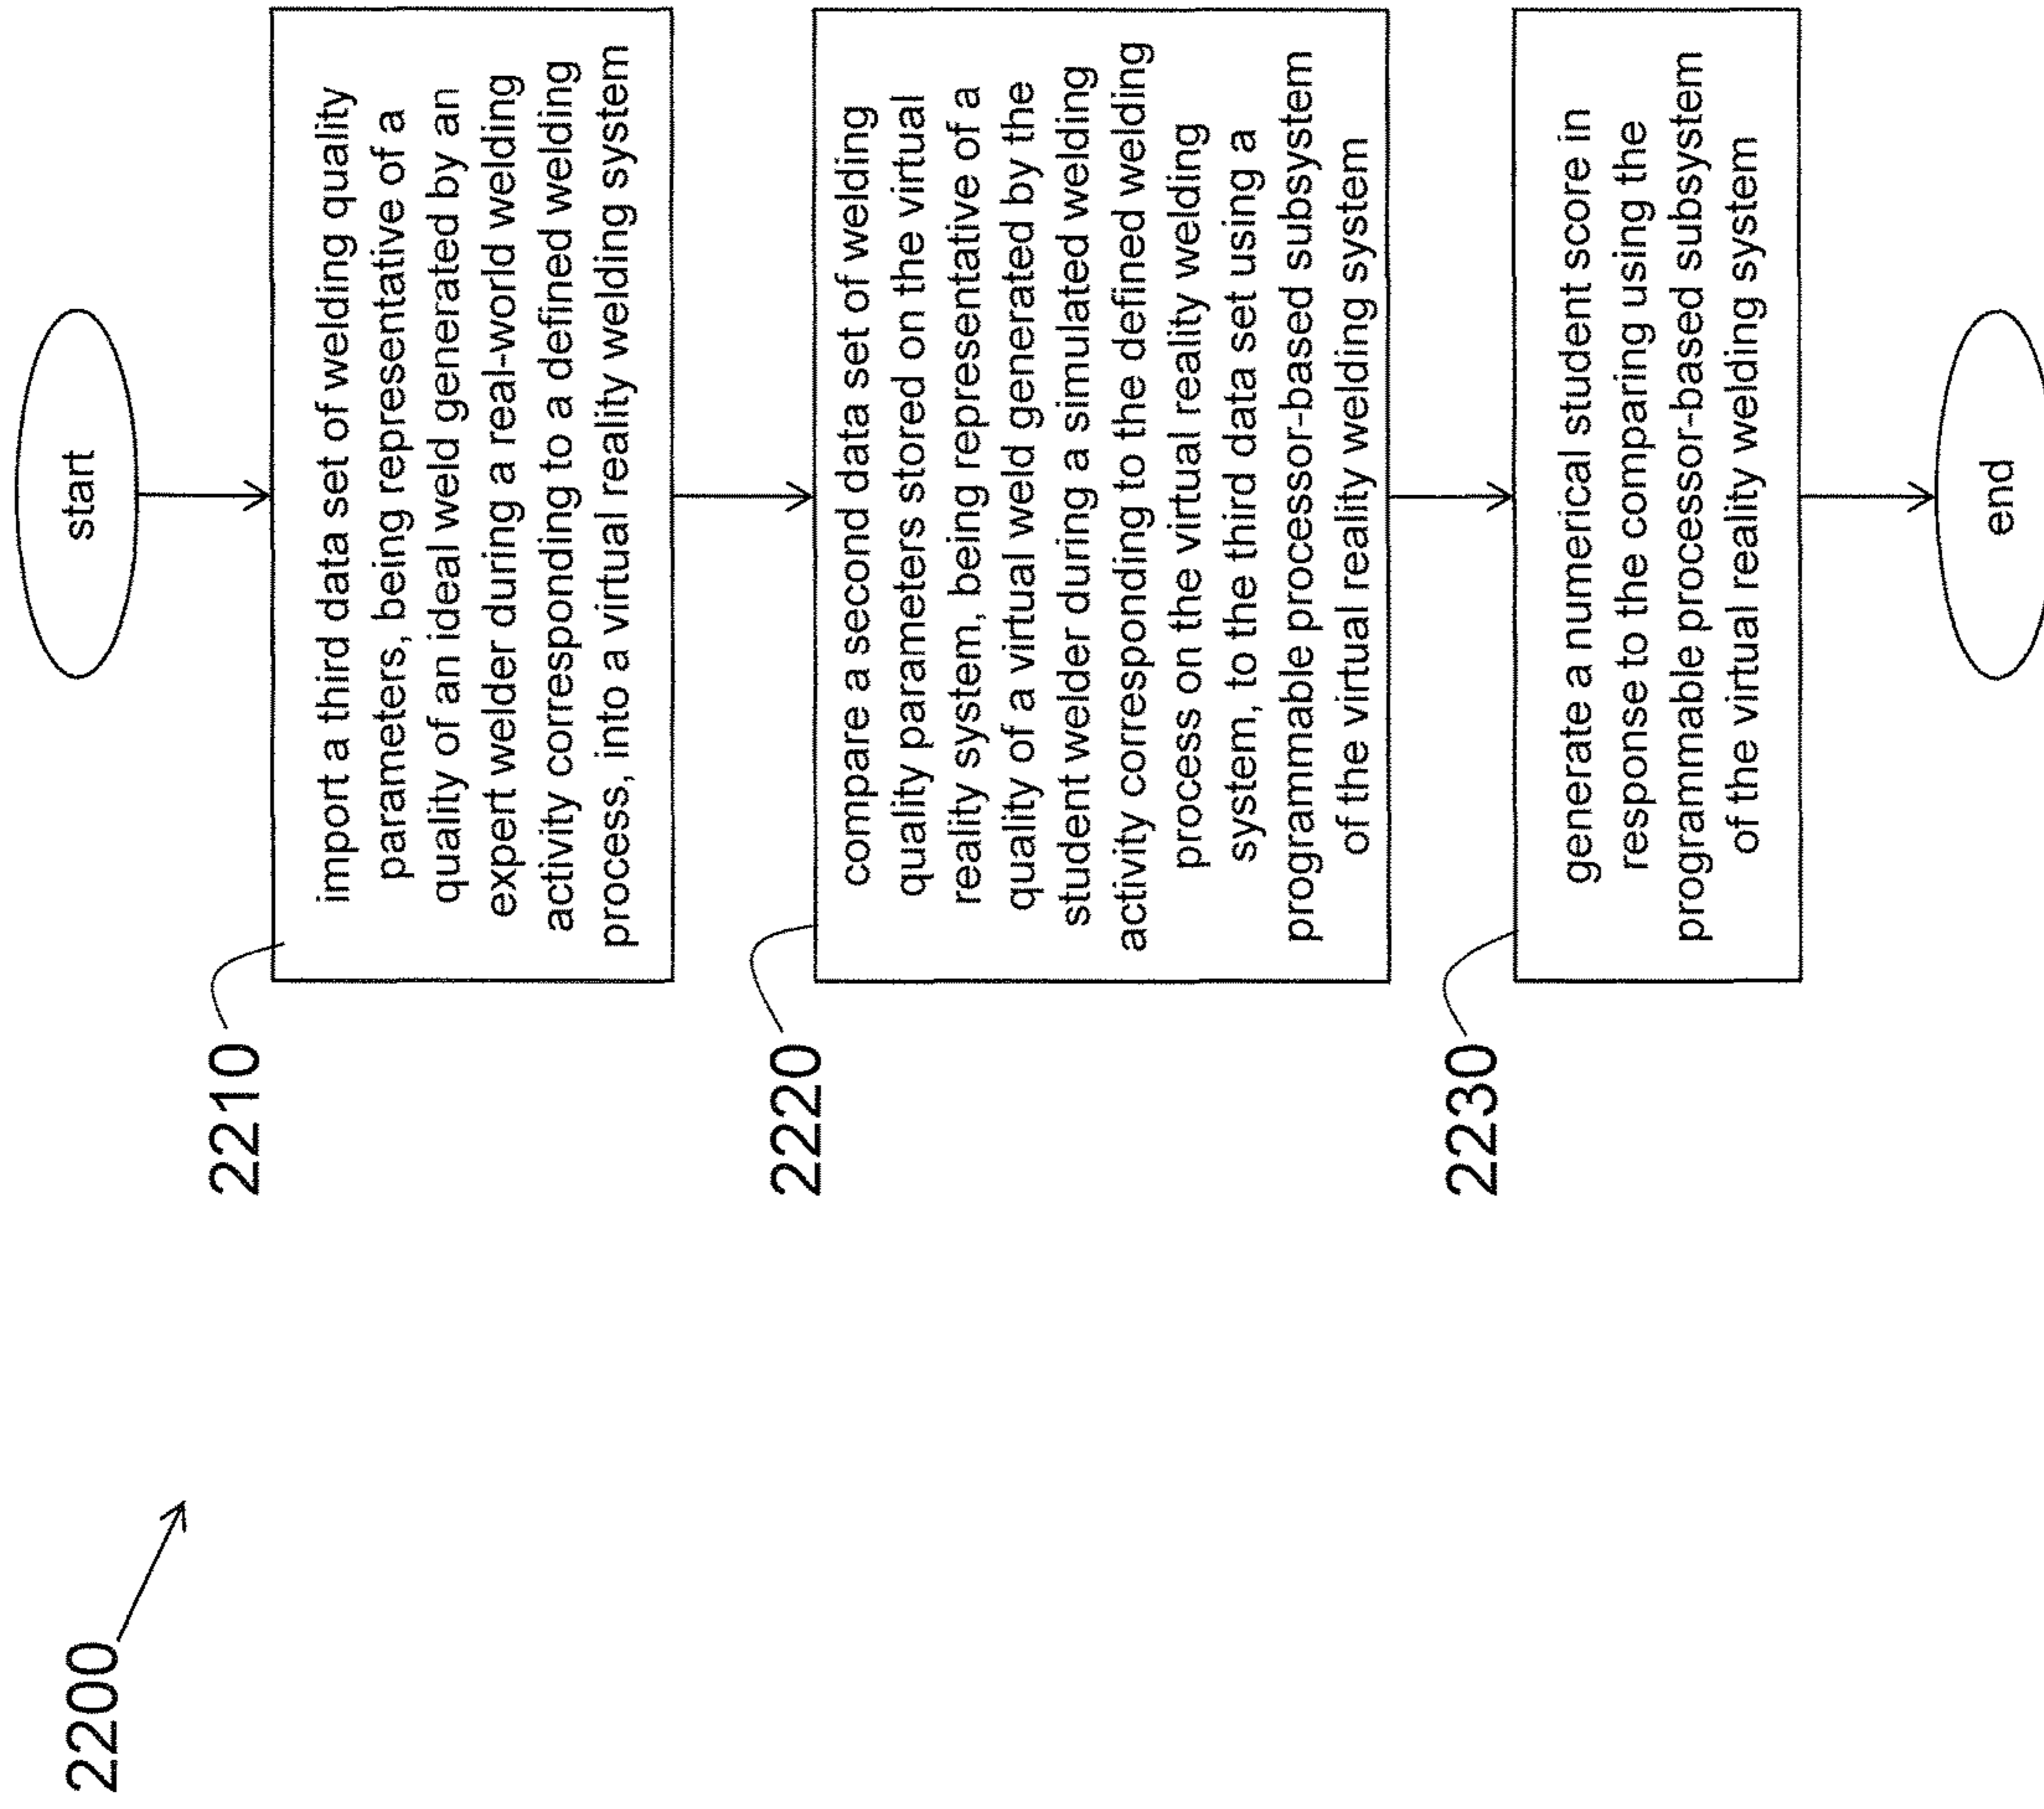 2200
start
2210
import a third data set of welding quality
parameters, being representative of a
quality of an ideal weld generated by an
expert welder during a real-world welding
activity corresponding to a defined welding
process, into a virtual reality welding system
2220
compare a second data set of welding
quality parameters stored on the virtual
reality system, being representative of a
quality of a virtual weld generated by the
student welder during a simulated welding
activity corresponding to the defined welding
process on the virtual reality welding
system, to the third data set using a
programmable processor-based subsystem
of the virtual reality welding system
2230
generate a numerical student score in
response to the comparing using the
programmable processor-based subsystem
of the virtual reality welding system
end